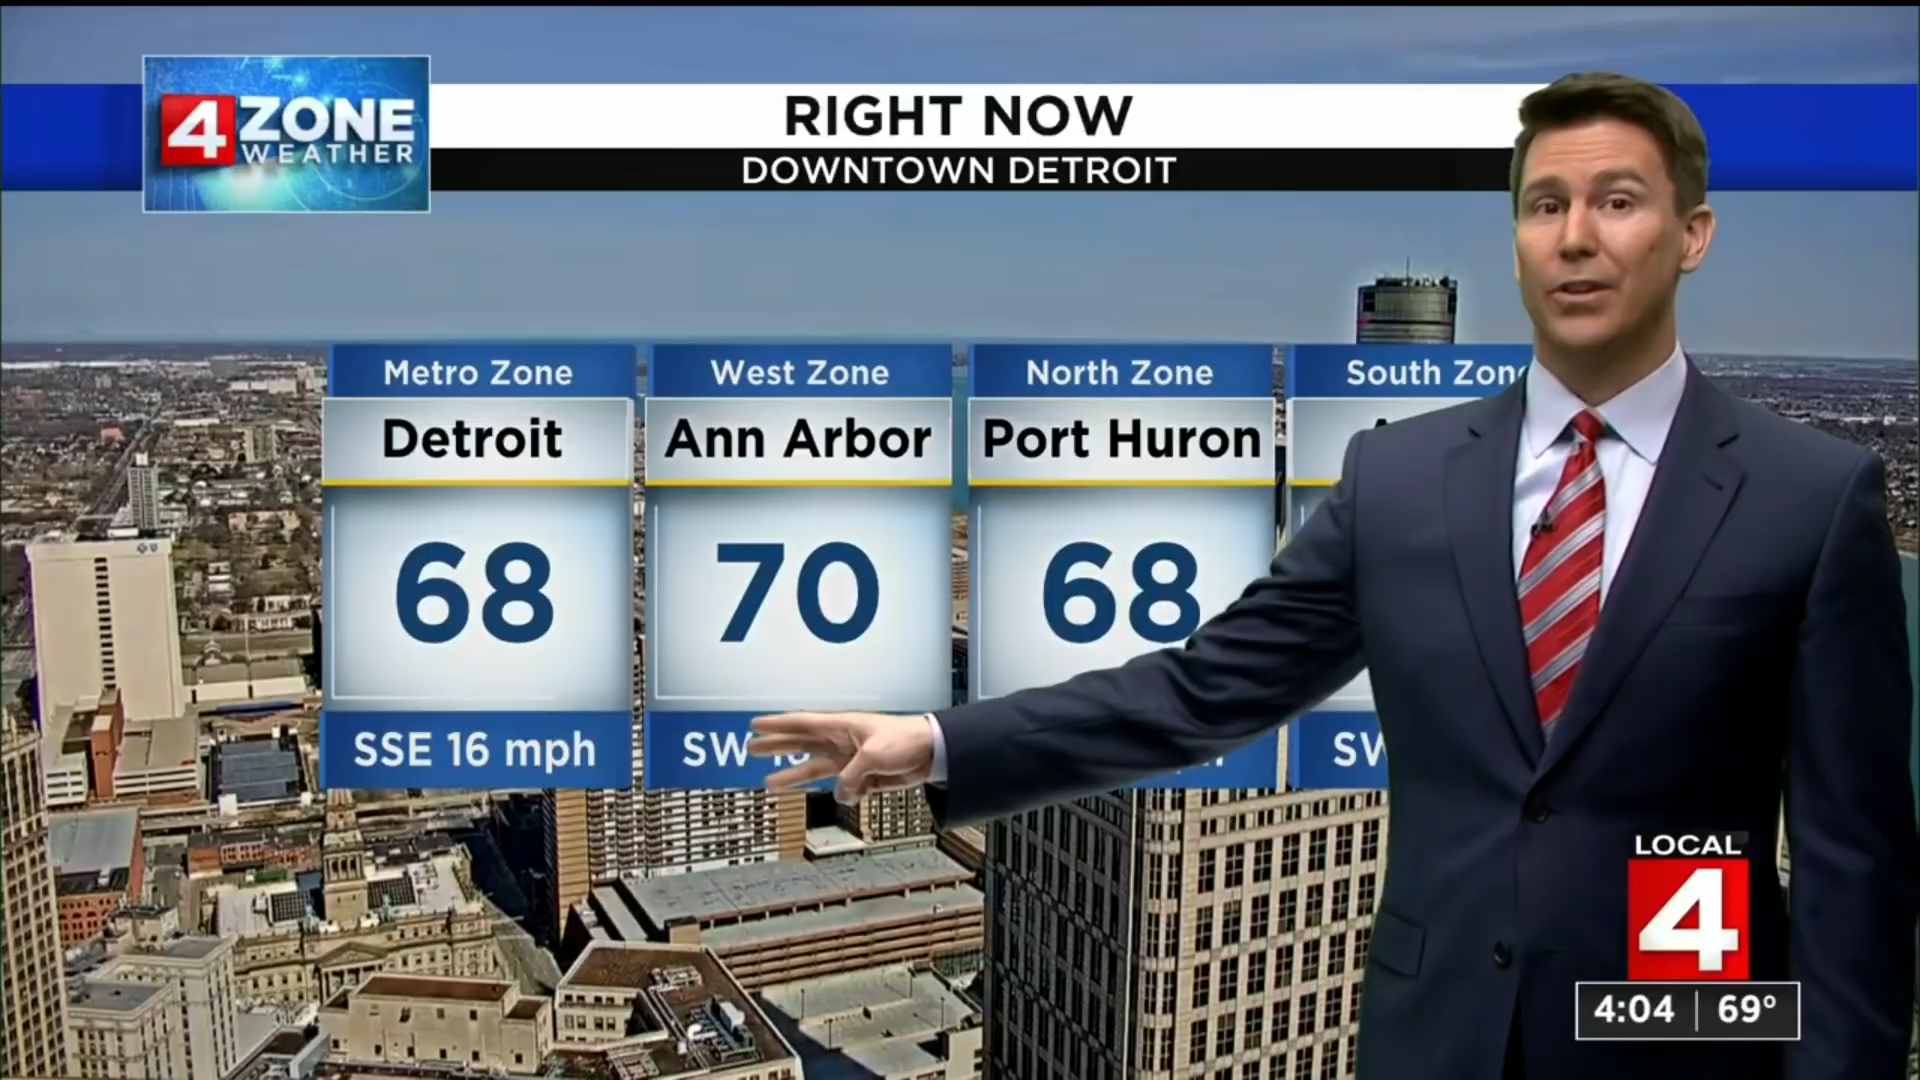 4 ZONE
WEATHER
RIGHT NOW
DOWNTOWN DETROIT
Metro Zone
Detroit
68
SSE 16 mph
West Zone
Ann Arbor
70
SW
North Zone
Port Huron
68
South Zone
SW
LOCAL
4
4:04 | 69°